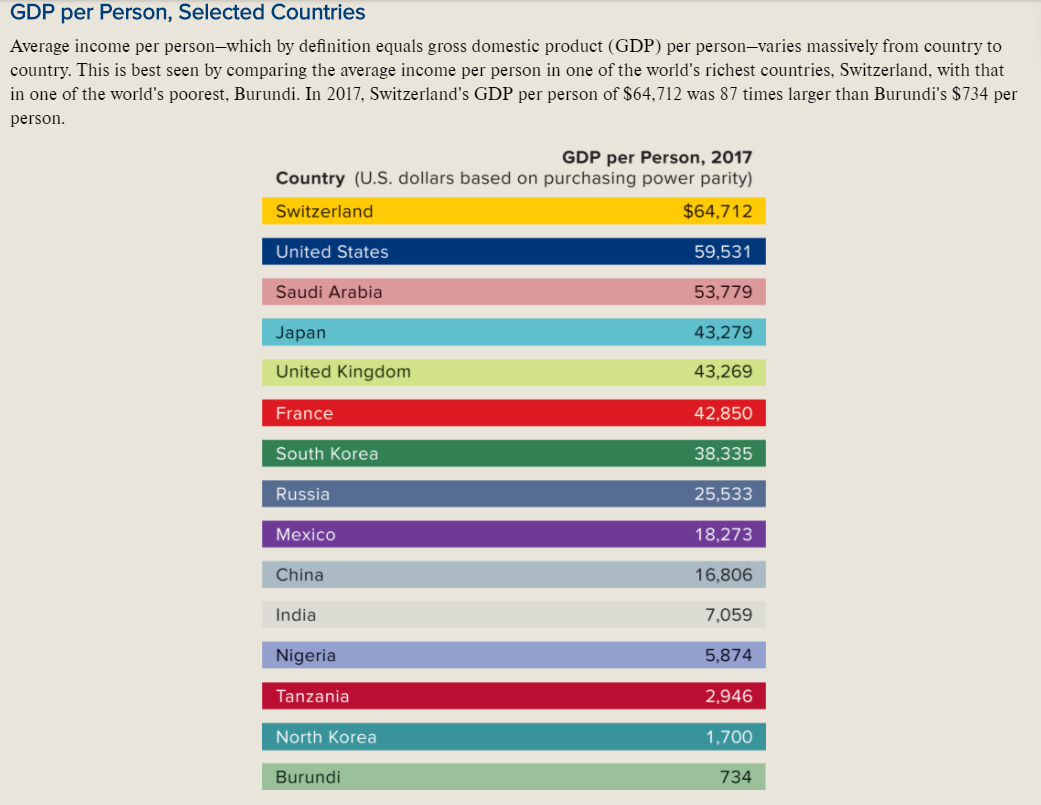 GDP per Person, Selected Countries
Average income per person—which by definition equals gross domestic product (GDP) per person—varies massively from country to
country. This is best seen by comparing the average income per person in one of the world's richest countries, Switzerland, with that
in one of the world's poorest, Burundi. In 2017, Switzerland's GDP per person of $64,712 was 87 times larger than Burundi's $734 per
person.
GDP per Person, 2017
Country (U.S. dollars based on purchasing power parity)
Switzerland $64,712
United States 59,531
Saudi Arabia 53,779
Japan 43,279
United Kingdom 43,269
France 42,850
South Korea 38,335
Russia 25,533
Mexico 18,273
China 16,806
India 7,059
Nigeria 5,874
Tanzania 2,946
North Korea 1,700
Burundi 734